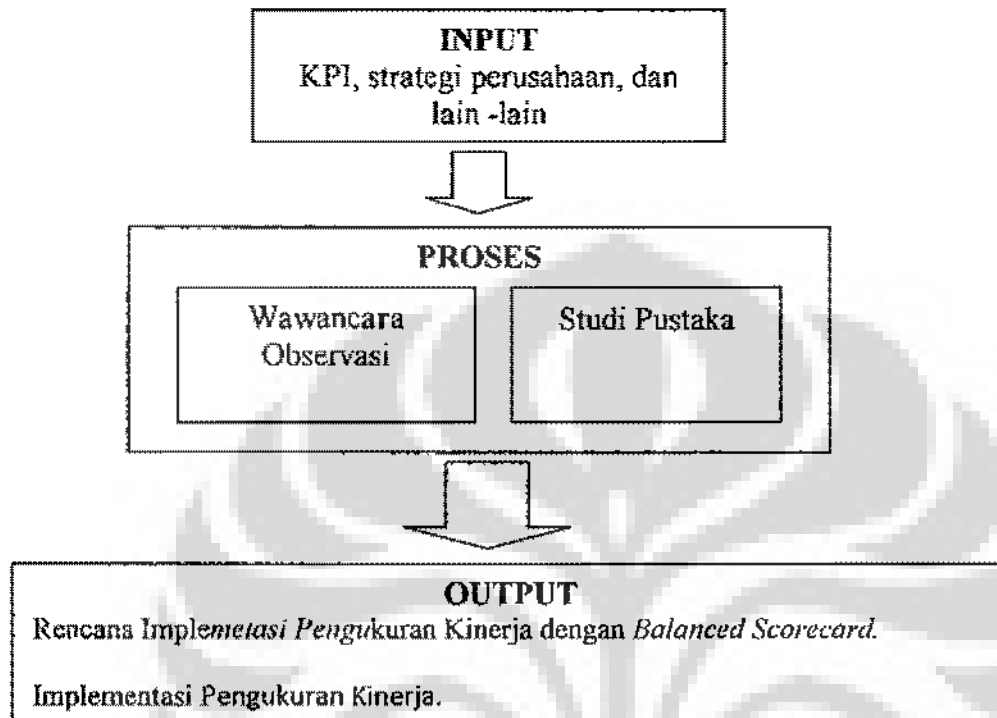 INPUT
KPI, strategi perusahaan, dan
lain -lain
PROSES
Wawancara
Observasi
Studi Pustaka
OUTPUT
Rencana Implemetasi Pengukuran Kinerja dengan Balanced Scorecard.
Implementasi Pengukuran Kinerja.